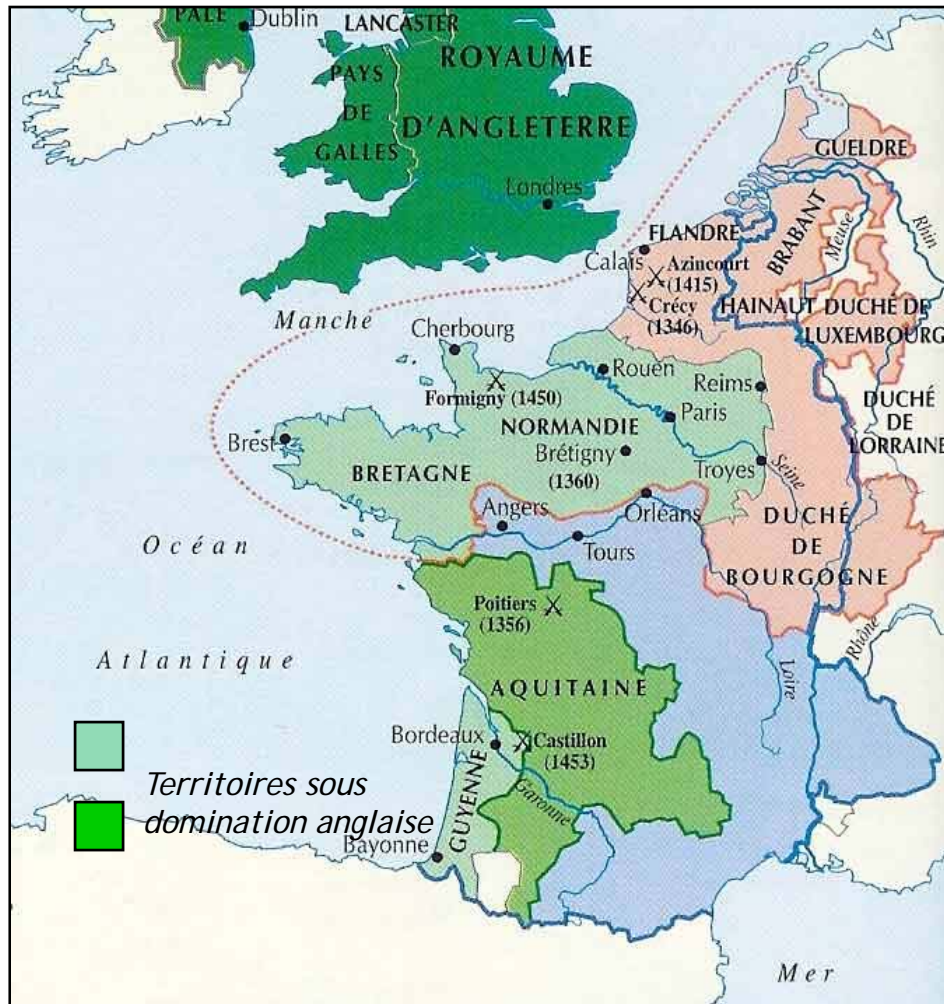 PALE
Dublin
LANCASTER
ROYAUME
D'ANGLETERRE
PAYS
DE
GALLES
Londres
GUELDRE
BRABANT
Meuse
Rhin
FLANDRE
Calais
Azincourt
(1415)
Crécy
(1346)
HAINAUT
DUCHÉ DE
LUXEMBOURG
Manche
Cherbourg
Rouen
Reims
Formigny (1450)
Paris
DUCHÉ
DE
LORRAINE
NORMANDIE
Brest
Brétigny
(1360)
Troyes
Seine
BRETAGNE
Angers
Orléans
Tours
DUCHÉ
DE
BOURGOGNE
Océan
Atlantique
Poitiers
(1356)
Rhône
Loire
AQUITAINE
Bordeaux
Castillon
(1453)
GUYENNE
Garonne
Territoires sous
domination anglaise
Bayonne
Mer